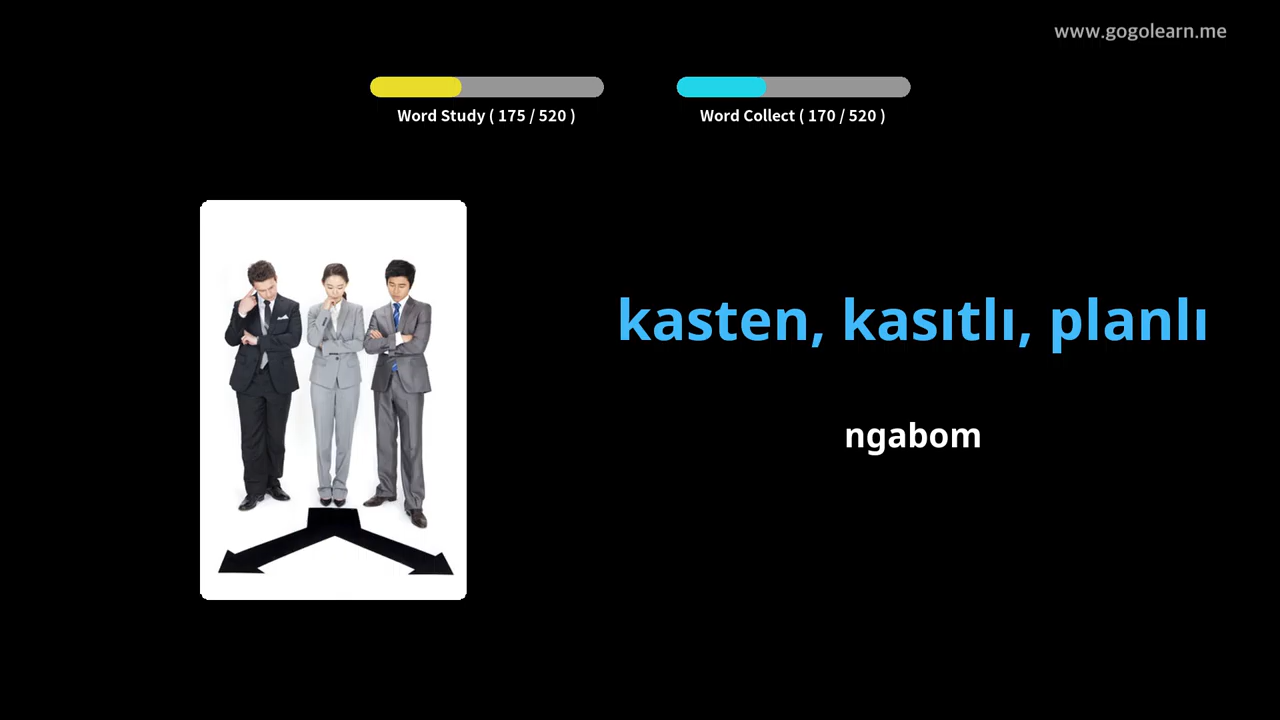 www.gogolearn.me
Word Study ( 175 / 520 )
Word Collect ( 170 / 520 )
kasten, kasıtlı, planlı
ngabom